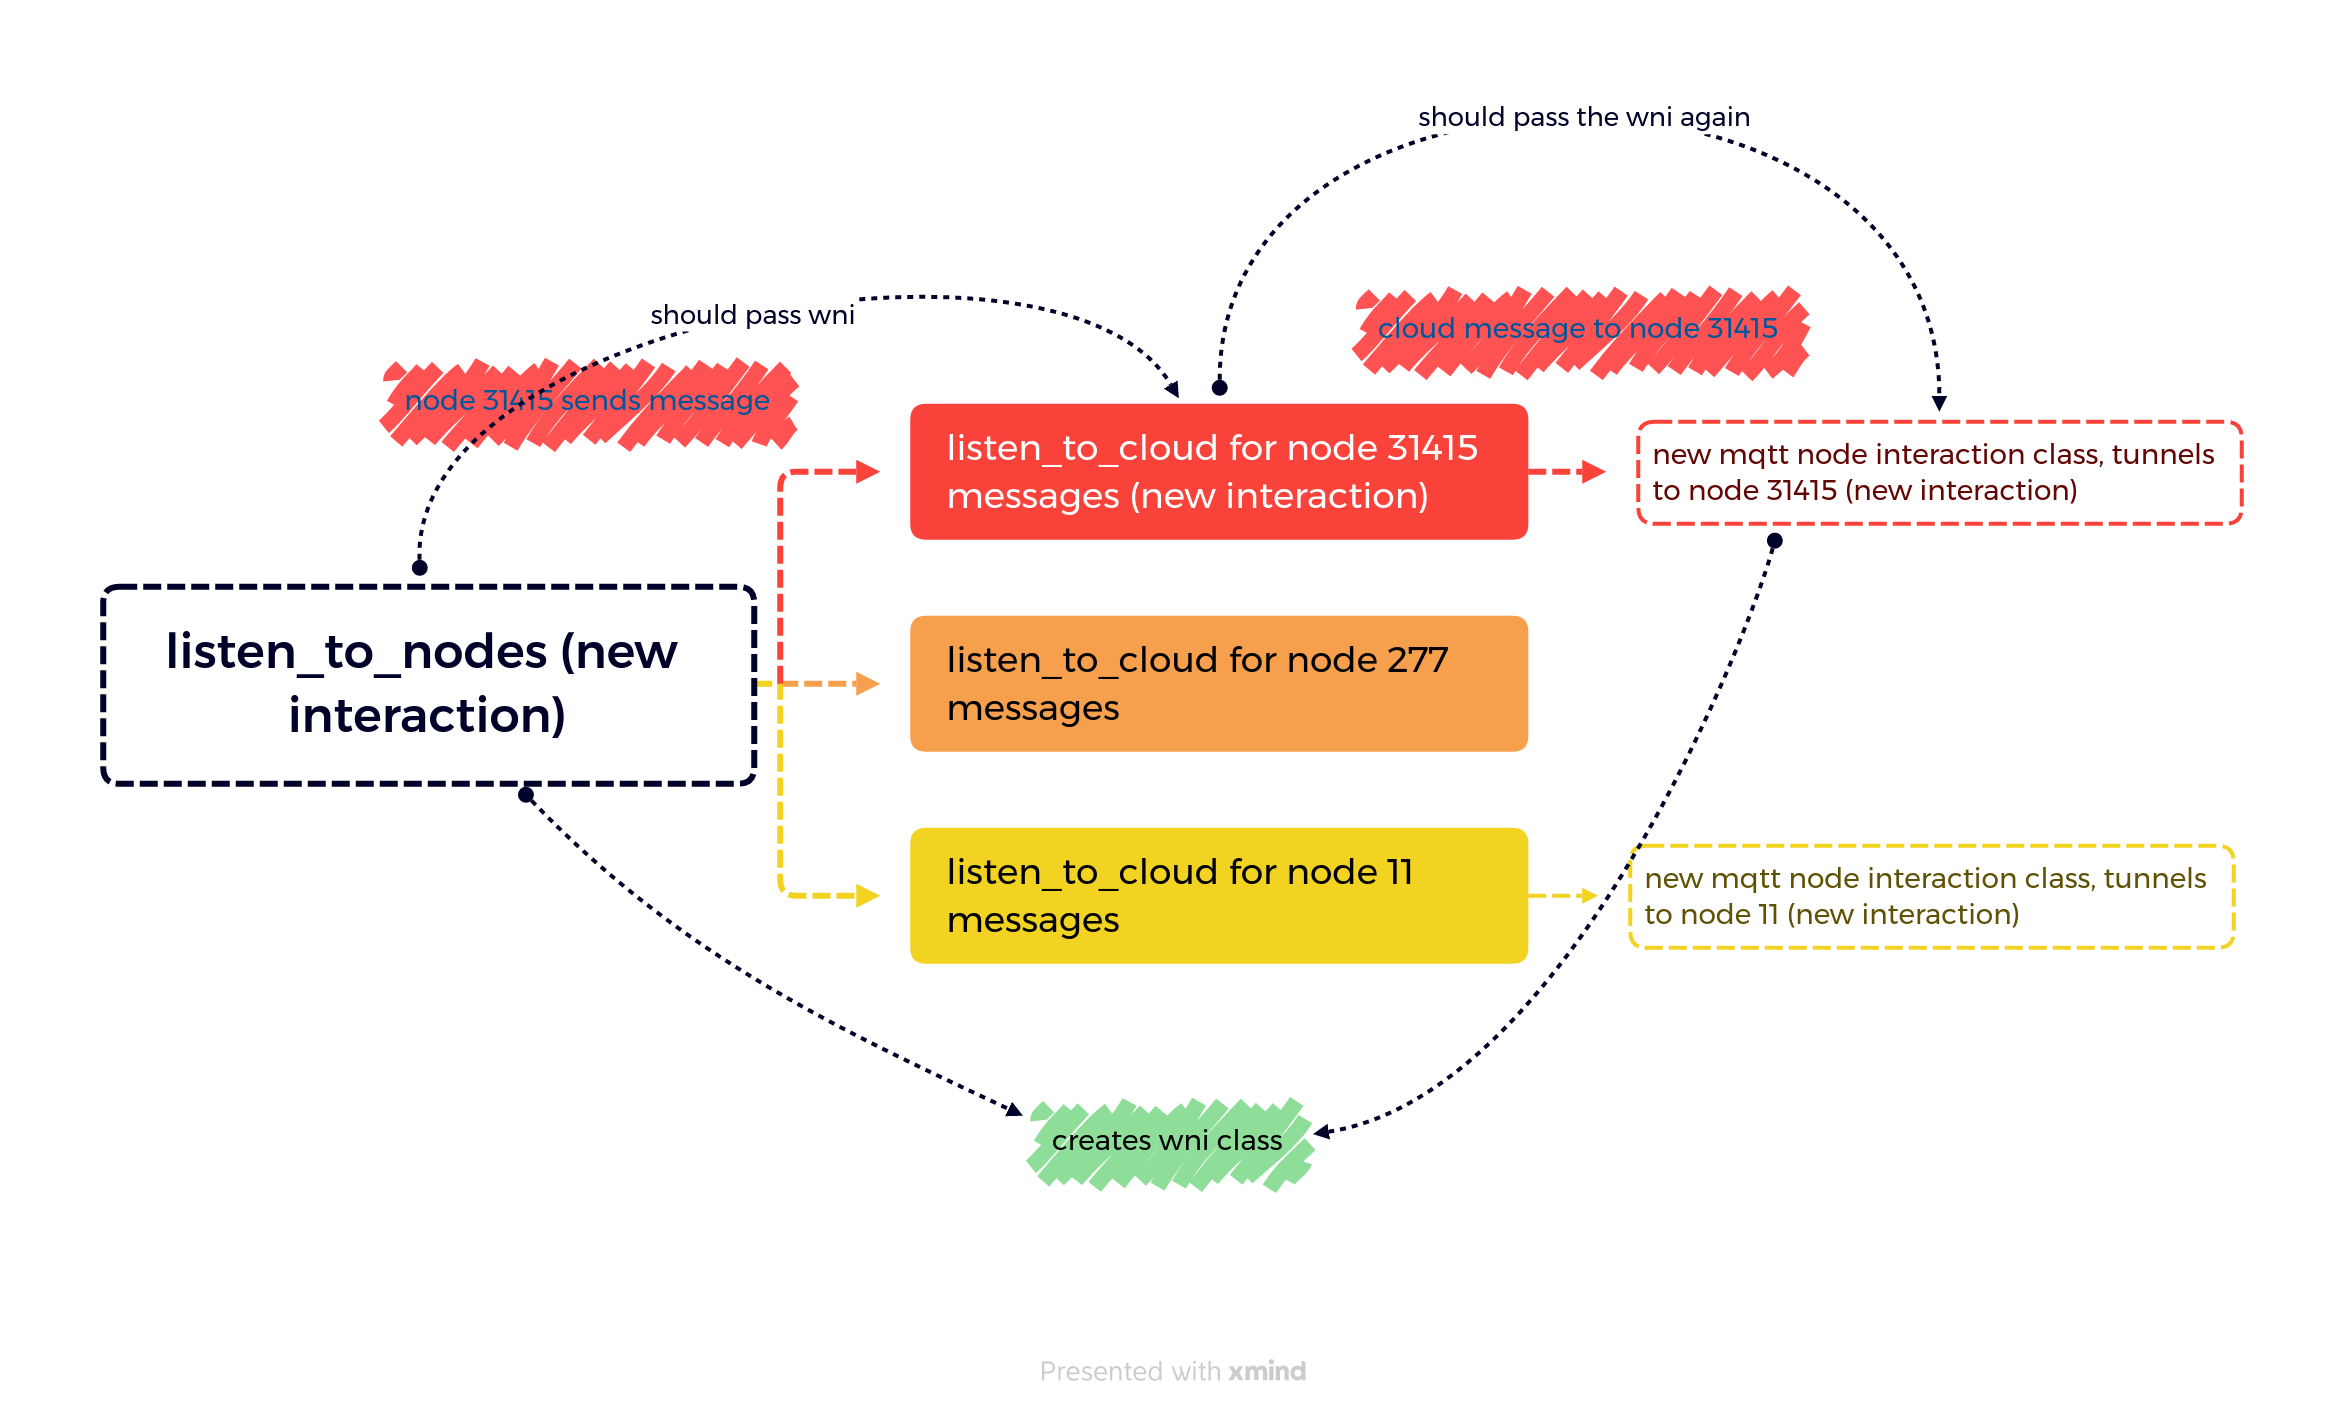 should pass the wni again
should pass wni
cloud message to node 31415
node 31415 sends message
listen_to_cloud for node 31415
messages (new interaction)
new mqtt node interaction class, tunnels
to node 31415 (new interaction)
listen_to_nodes (new
interaction)
listen_to_cloud for node 277
messages
listen_to_cloud for node 11
messages
new mqtt node interaction class, tunnels
to node 11 (new interaction)
creates wni class
Presented with xmind